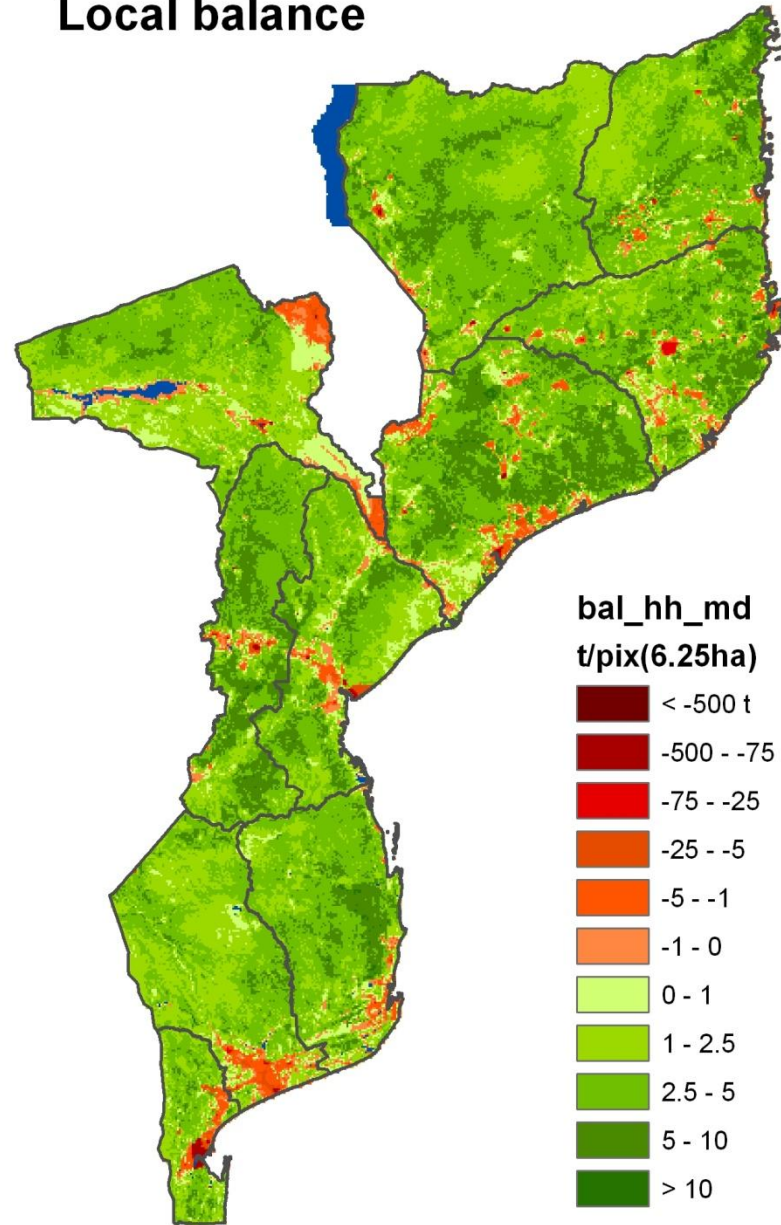 Local balance
bal_hh_md
t/pix(6.25ha)
< -500 t
-500 - -75
-75 - -25
-25 - -5
-5 - -1
-1 - 0
0 - 1
1 - 2.5
2.5 - 5
5 - 10
> 10